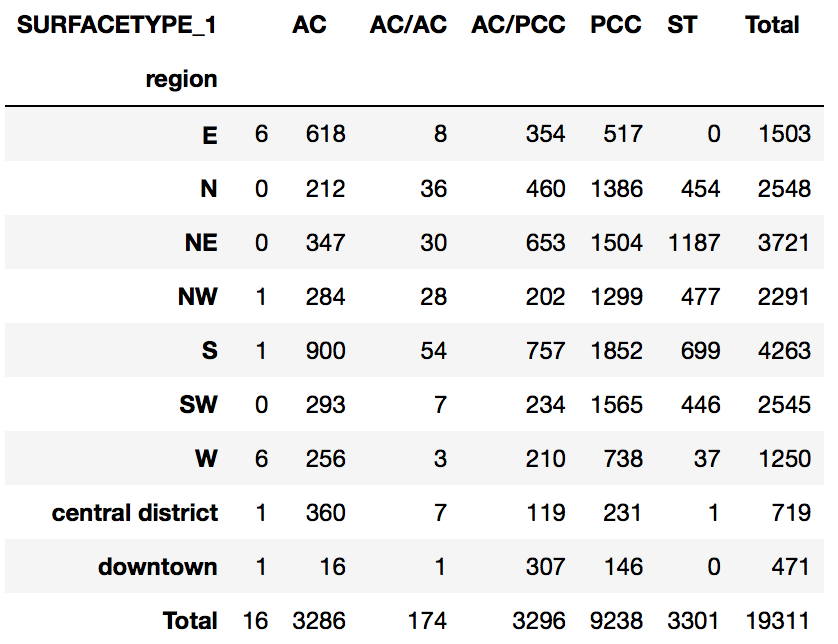 SURFACETYPE_1 AC AC/AC AC/PCC PCC ST Total
region
E 6 618 8 354 517 0 1503
N 0 212 36 460 1386 454 2548
NE 0 347 30 653 1504 1187 3721
NW 1 284 28 202 1299 477 2291
S 1 900 54 757 1852 699 4263
SW 0 293 7 234 1565 446 2545
W 6 256 3 210 738 37 1250
central district 1 360 7 119 231 1 719
downtown 1 16 1 307 146 0 471
Total 16 3286 174 3296 9238 3301 19311